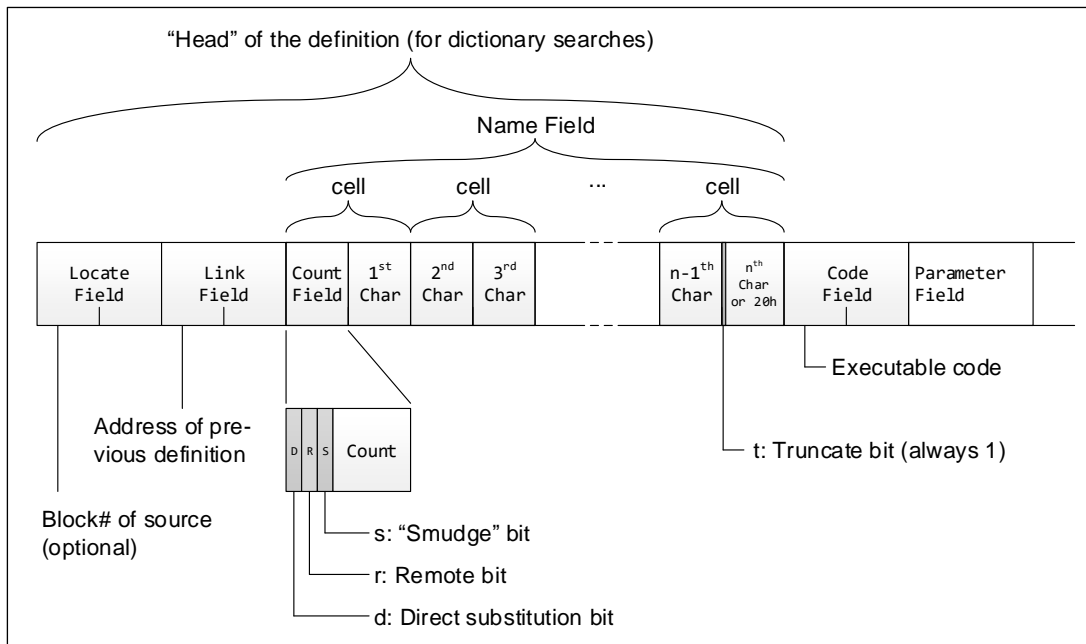 “Head” of the definition (for dictionary searches)
Name Field
cell
cell
...
cell
Locate
Field
Link
Field
Count
Field
1st
Char
2nd
Char
3rd
Char
n-1th
Char
nth
Char
or 20h
Code
Field
Parameter
Field
Executable code
Address of pre-
vious definition
D
R
S
Count
t: Truncate bit (always 1)
Block# of source
(optional)
s: “Smudge” bit
r: Remote bit
d: Direct substitution bit